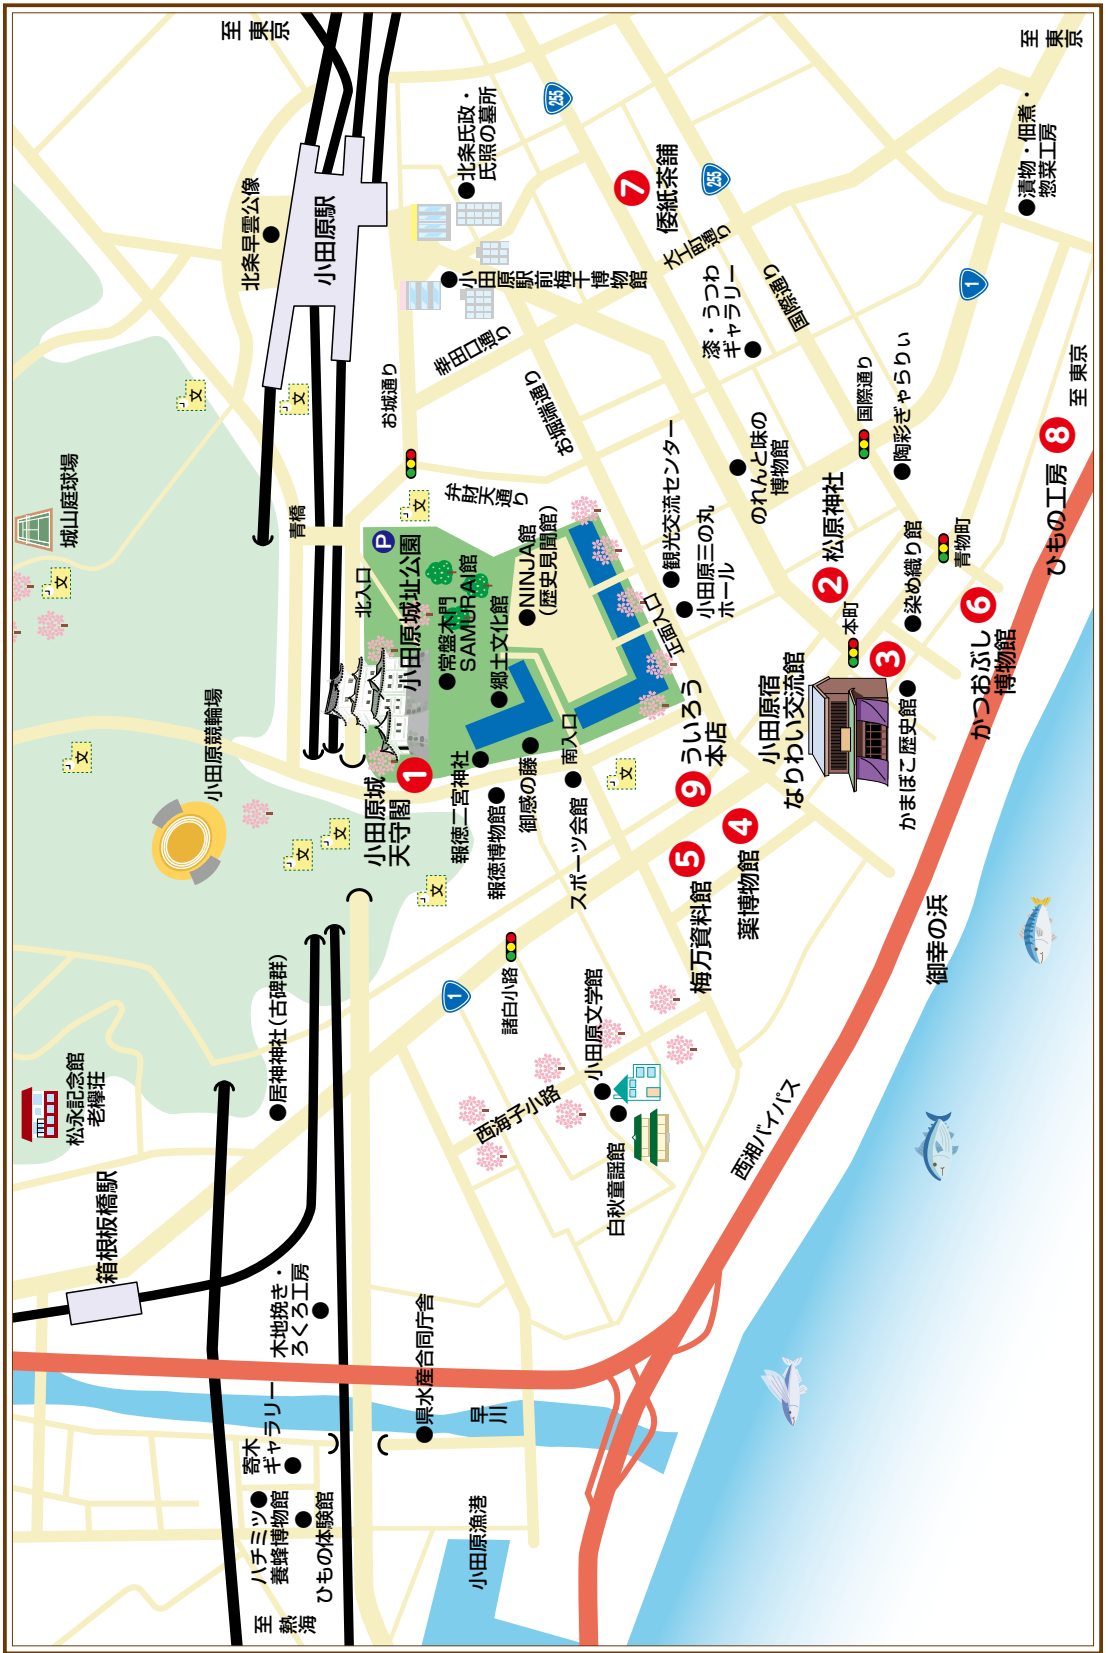 至
熱
海
ひもの体験館
ハチミツ
養蜂博物館
寄木
ギャラリー
木地挽き・
ろくろ工房
箱根板橋駅
松永記念館
老欅荘
居神神社（古碑群）
小田原競輪場
城山庭球場
青橋
北条早雲公像
小田原駅
至
東
京
北条氏政・
氏照の墓所
小
田
原
駅
前
梅
干
博
物
館
お城通り
幸田口通り
お堀端通り
弁
財
天
通
り
文
文
文
文
文
文
文
文
文
文
P
北入口
小田原城址公園
常盤木門
SAMURAI館
郷土文化館
NINJA館
（歴史見聞館）
正面入口
南入口
1
小田原城
天守閣
報徳二宮神社
報徳博物館
御感の藤
スポーツ会館
諸白小路
1
小田原文学館
西海子小路
白秋童謡館
県水産合同庁舎
早
川
小田原漁港
西湘バイパス
御幸の浜
9
ういろう
本店
5
梅万資料館
4
薬博物館
小田原宿
なりわい交流館
3
かまぼこ歴史館
本町
2
松原神社
染め織り館
6
かつおぶし
博物館
青物町
観光交流センター
小田原三の丸
ホール
のれんと味の
博物館
国際通り
陶彩ぎゃらりぃ
漆・うつわ
ギャラリー
国際通り
大工町通り
7
倭紙茶舗
255
255
1
漬物・佃煮・
惣菜工房
至
東
京
8
ひもの工房
至 東京